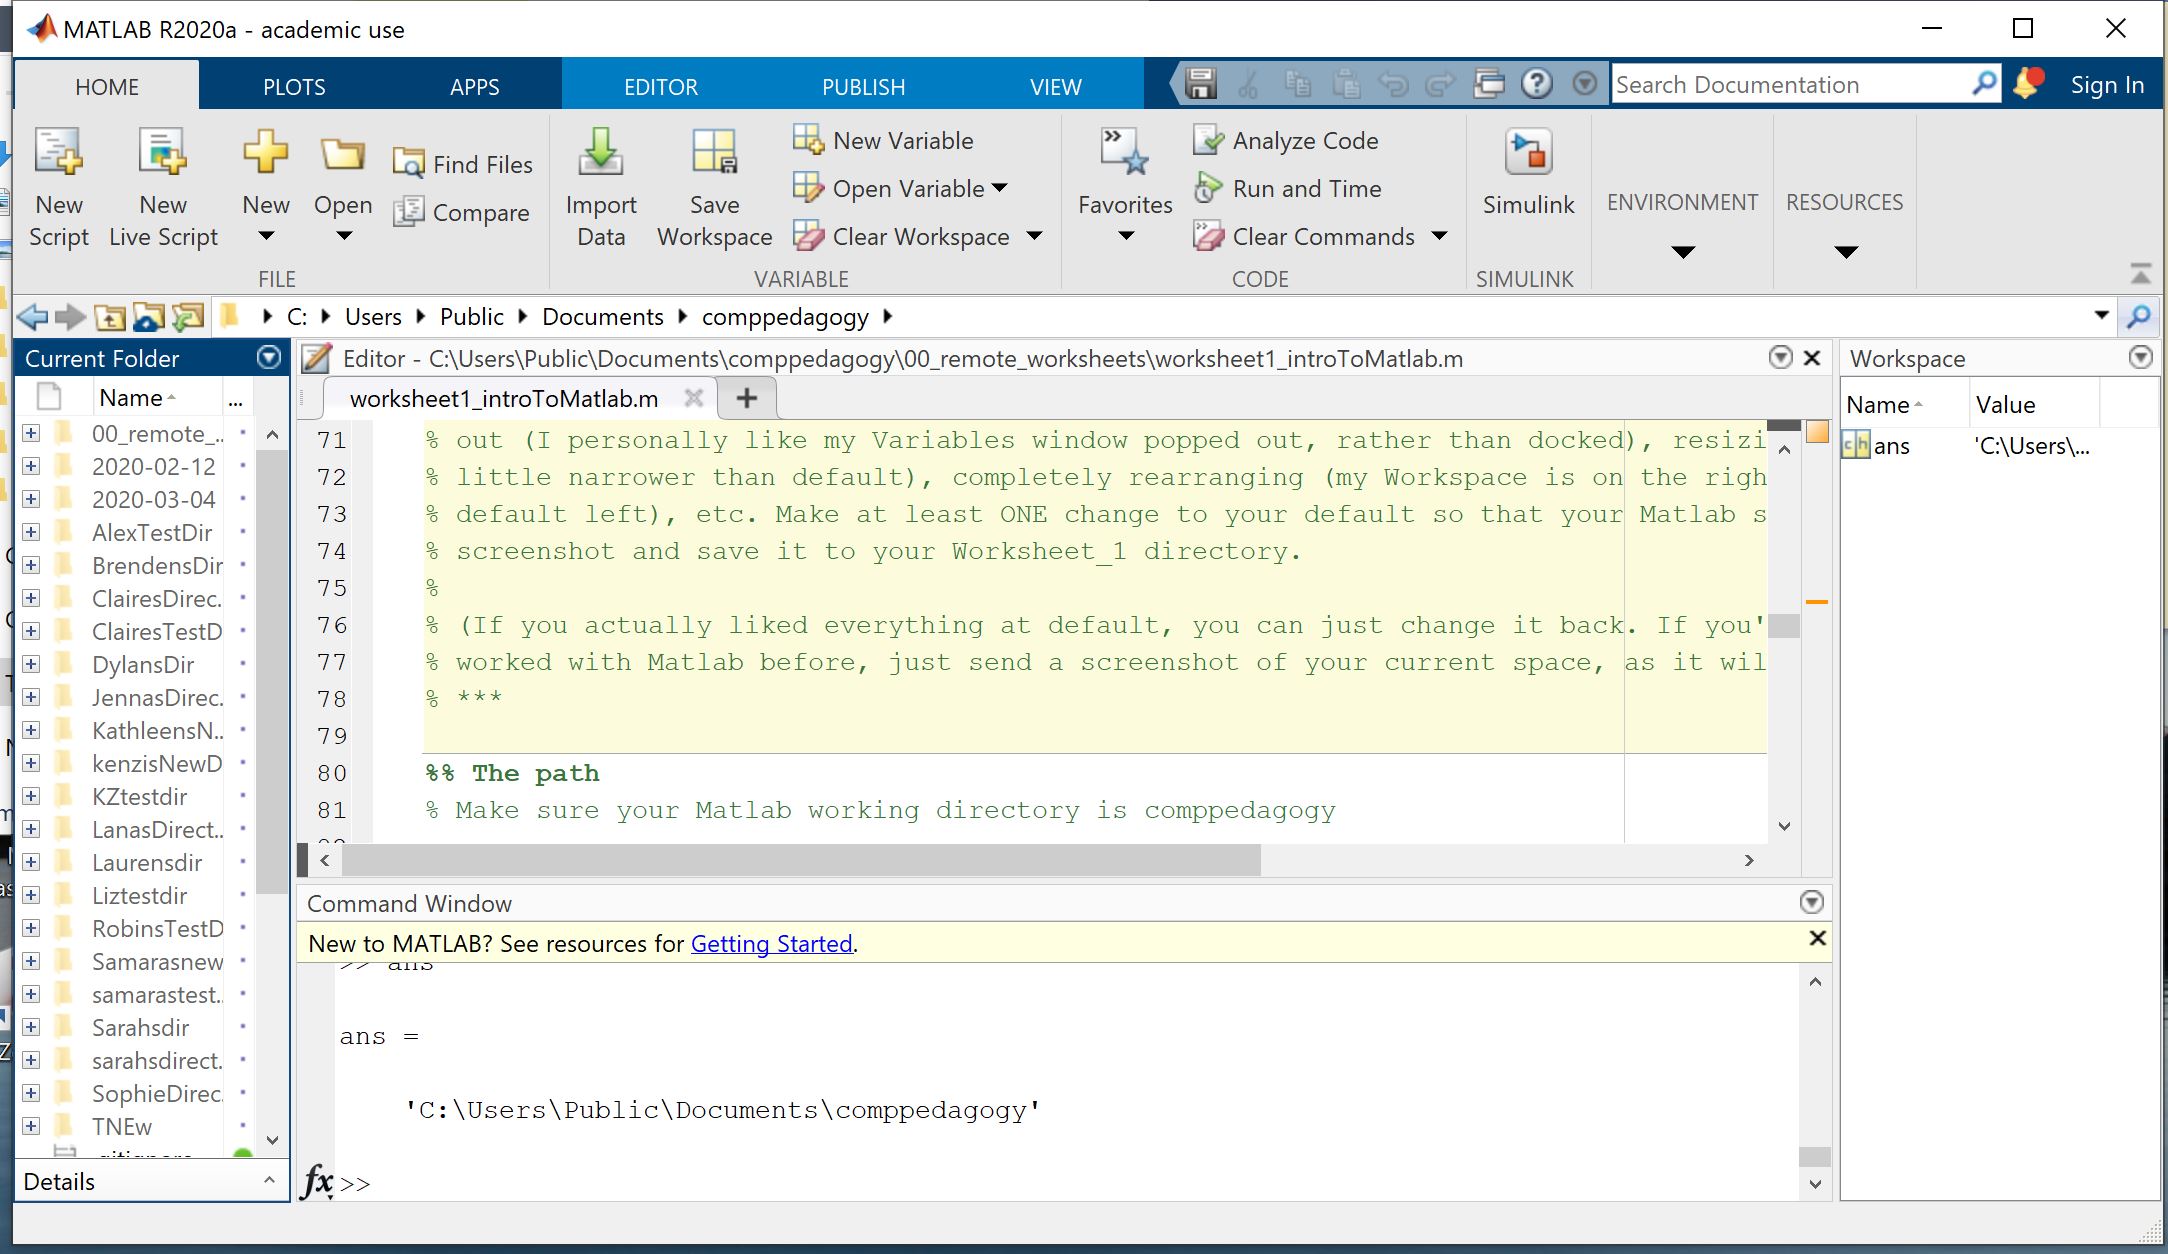 MATLAB R2020a - academic use
HOME PLOTS APPS EDITOR PUBLISH VIEW Search Documentation Sign In
New Script
New Live Script
New
Open
Find Files
Compare
FILE
Import Data
Save Workspace
New Variable
Open Variable
Clear Workspace
VARIABLE
Favorites
Analyze Code
Run and Time
Clear Commands
CODE
Simulink
SIMULINK
ENVIRONMENT
RESOURCES
C: Users Public Documents comppedagogy
Current Folder
Name ...
00_remote_..
2020-02-12
2020-03-04
AlexTestDir
BrendensDir
ClairesDirec.
ClairesTestD
DylansDir
JennasDirec.
KathleensN..
kenzisNewD
KZtestdir
LanasDirect..
Laurensdir
Liztestdir
RobinsTestD
Samarasnew
samarastest..
Sarahsdir
sarahsdirect.
SophieDirec.
TNEw
Details
Editor - C:\Users\Public\Documents\comppedagogy\00_remote_worksheets\worksheet1_introToMatlab.m
worksheet1_introToMatlab.m
71 % out (I personally like my Variables window popped out, rather than docked), resizi
72 % little narrower than default), completely rearranging (my Workspace is on the righ
73 % default left), etc. Make at least ONE change to your default so that your Matlab s
74 % screenshot and save it to your Worksheet_1 directory.
75 %
76 % (If you actually liked everything at default, you can just change it back. If you'
77 % worked with Matlab before, just send a screenshot of your current space, as it wil
78 % ***
79
80 %% The path
81 % Make sure your Matlab working directory is comppedagogy
Command Window
New to MATLAB? See resources for Getting Started.
>> ans
ans =
'C:\Users\Public\Documents\comppedagogy'
fx >>
Workspace
Name Value
ans 'C:\Users\...